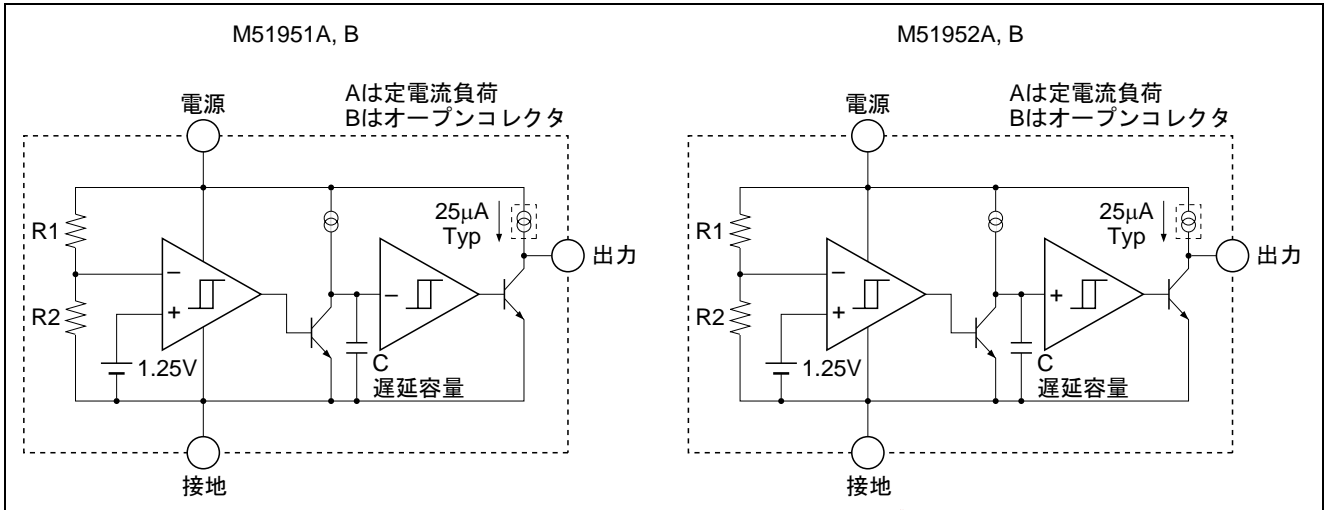 M51951A, B
電源
Aは定電流負荷
Bはオープンコレクタ
R1
R2
−
+
1.25V
−
C
遅延容量
25μA
Typ
出力
接地
M51952A, B
電源
Aは定電流負荷
Bはオープンコレクタ
R1
R2
−
+
1.25V
+
C
遅延容量
25μA
Typ
出力
接地